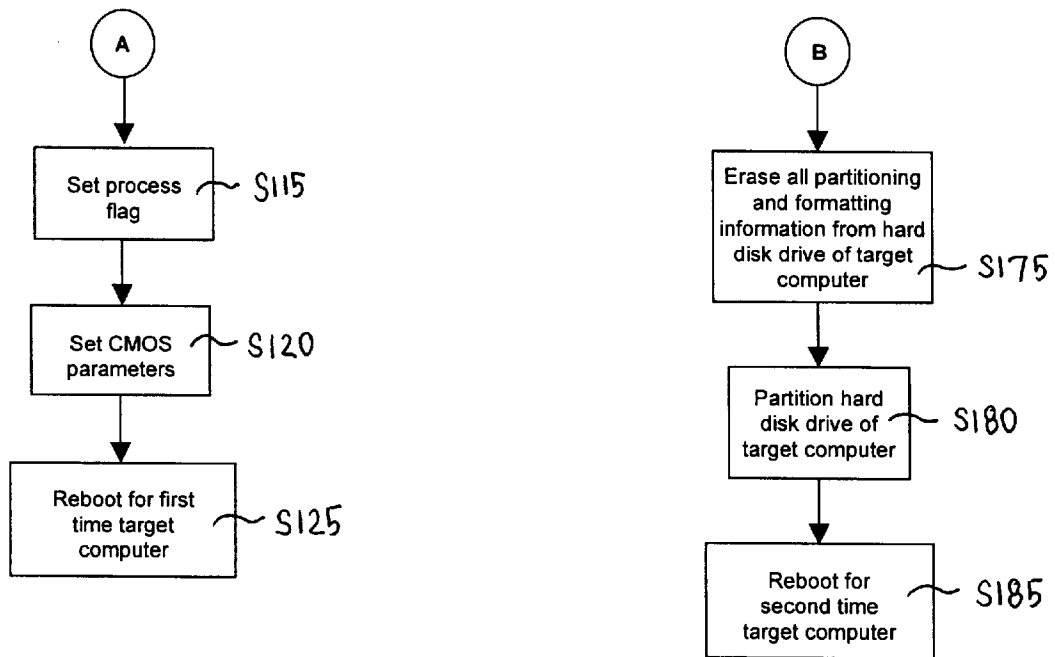 A
Set process
flag
S115
Set CMOS
parameters
S120
Reboot for first
time target
computer
S125
B
Erase all partitioning
and formatting
information from hard
disk drive of target
computer
S175
Partition hard
disk drive of
target computer
S180
Reboot for
second time
target computer
S185